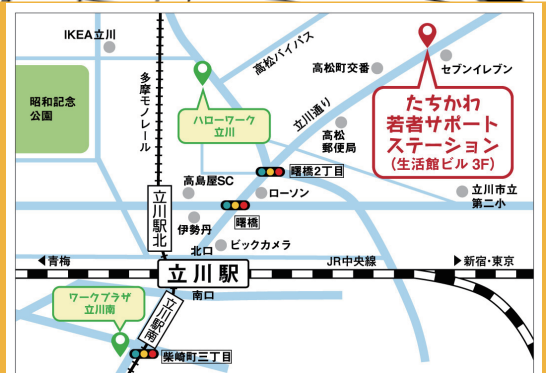 IKEA立川
昭和記念
公園
多摩モノレール
ハローワーク
立川
高松バイパス
立川通り
高松町交番
セブンイレブン
たちかわ
若者サポート
ステーション
(生活館ビル 3F)
高松
郵便局
曙橋2丁目
高島屋SC
ローソン
立川市立
第二小
曙橋
伊勢丹
立川駅北
北口
ビックカメラ
青梅
立川駅
JR中央線
新宿・東京
南口
ワークプラザ
立川南
立川駅南
柴崎町三丁目